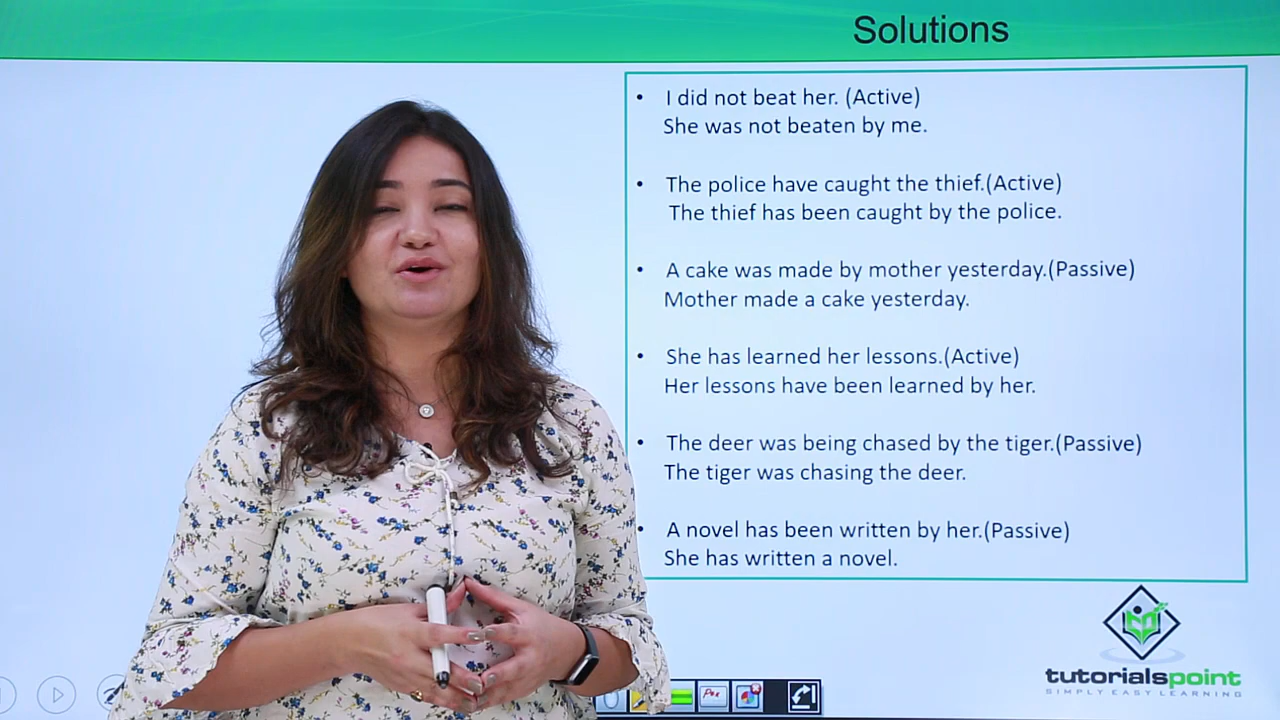 Solutions
• I did not beat her. (Active)
She was not beaten by me.
• The police have caught the thief.(Active)
The thief has been caught by the police.
• A cake was made by mother yesterday.(Passive)
Mother made a cake yesterday.
• She has learned her lessons.(Active)
Her lessons have been learned by her.
• The deer was being chased by the tiger.(Passive)
The tiger was chasing the deer.
• A novel has been written by her.(Passive)
She has written a novel.
tutorialspoint
SIMPLY EASY LEARNING
Pen